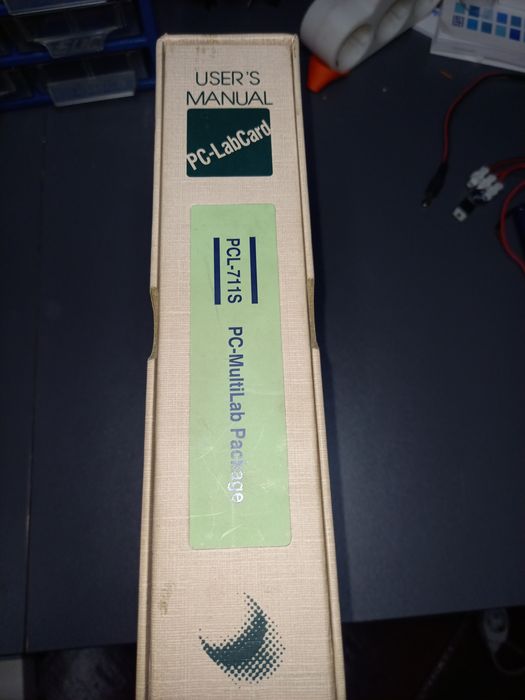 USER'S
MANUAL
PC-LabCard
PCL-711S PC-MultiLab Package